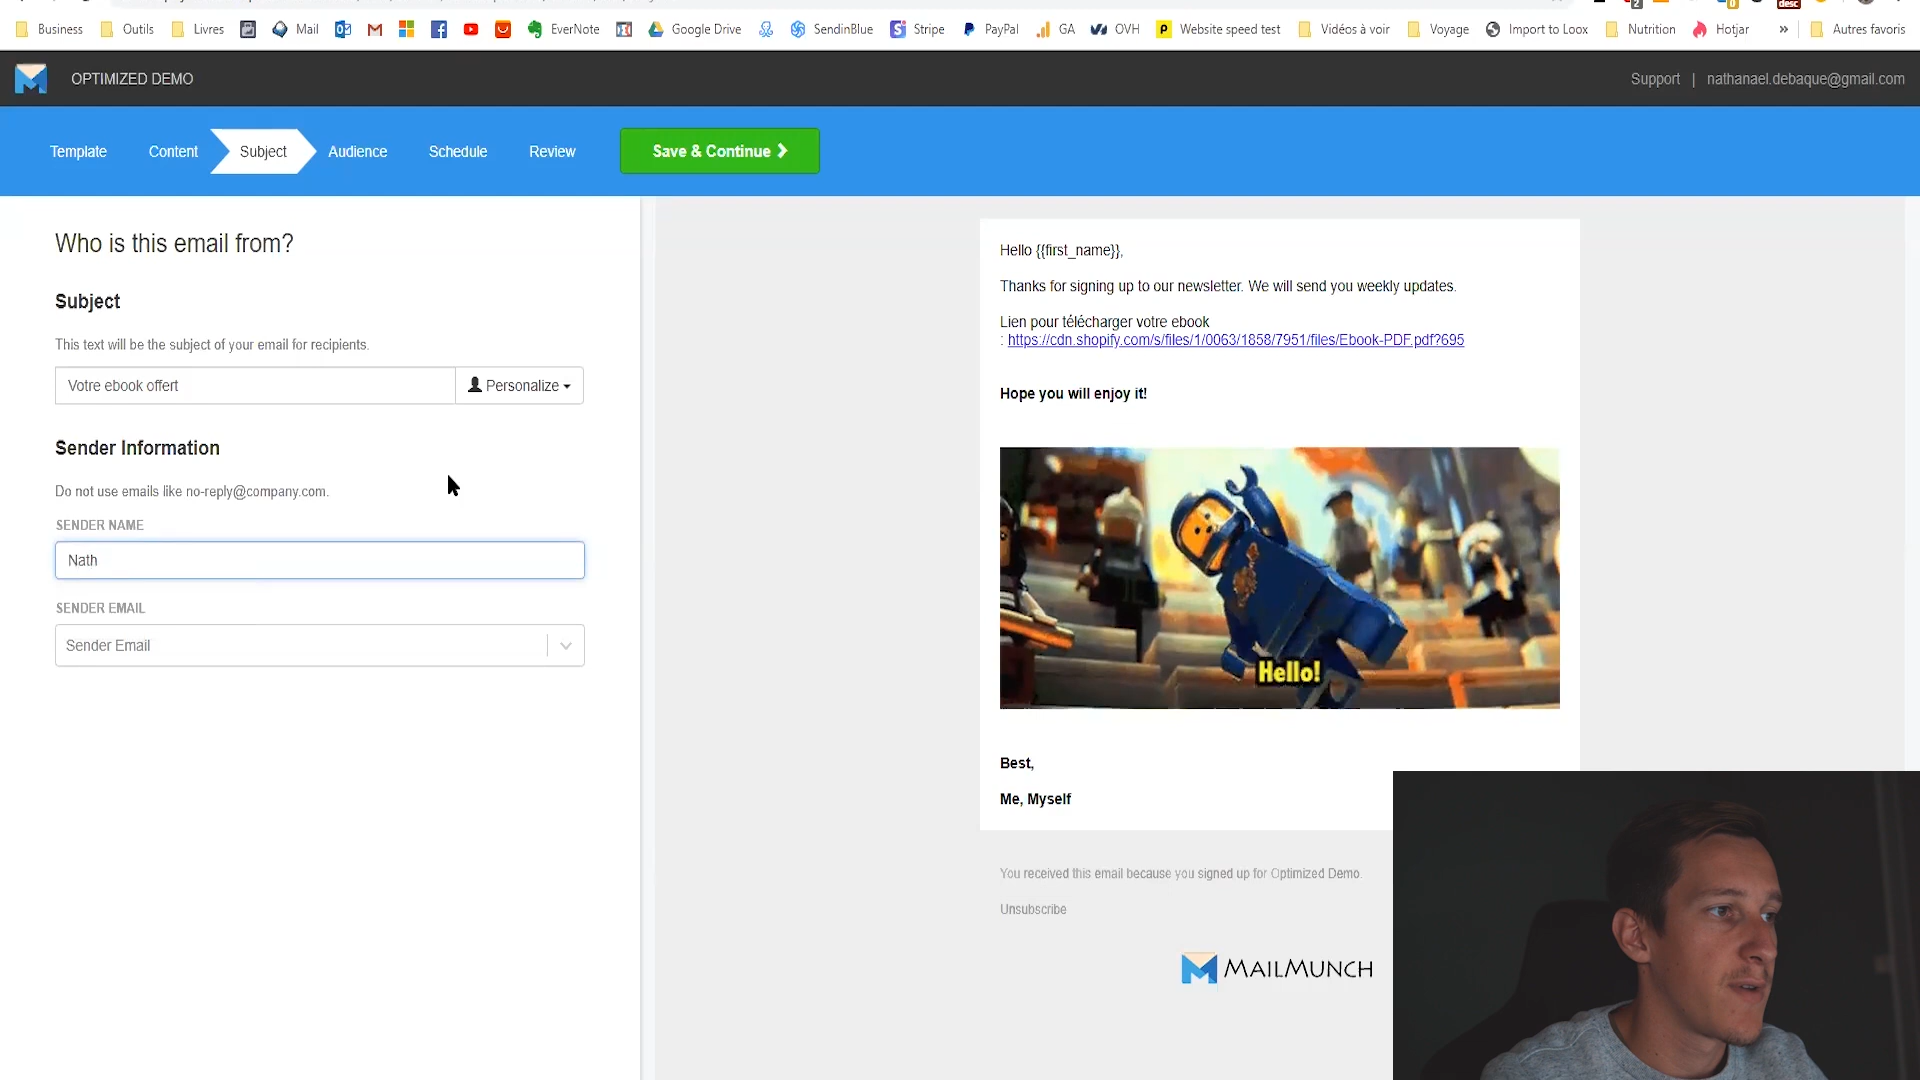 2
0
desc
Business
Outils
Livres
Mail
EverNote
Google Drive
SendinBlue
Stripe
PayPal
GA
OVH
Website speed test
Vidéos à voir
Voyage
Import to Loox
Nutrition
Hotjar
»
Autres favoris
OPTIMIZED DEMO
Support | nathanael.debaque@gmail.com
Template
Content
Subject
Audience
Schedule
Review
Save & Continue
Who is this email from?
Subject
This text will be the subject of your email for recipients.
Votre ebook offert
Personalize
Sender Information
Do not use emails like no-reply@company.com.
SENDER NAME
Nath
SENDER EMAIL
Sender Email
Hello {{first_name}},
Thanks for signing up to our newsletter. We will send you weekly updates.
Lien pour télécharger votre ebook
: https://cdn.shopify.com/s/files/1/0063/1858/7951/files/Ebook-PDF.pdf?695
Hope you will enjoy it!
Hello!
Best,
Me, Myself
You received this email because you signed up for Optimized Demo.
Unsubscribe
MAILMUNCH